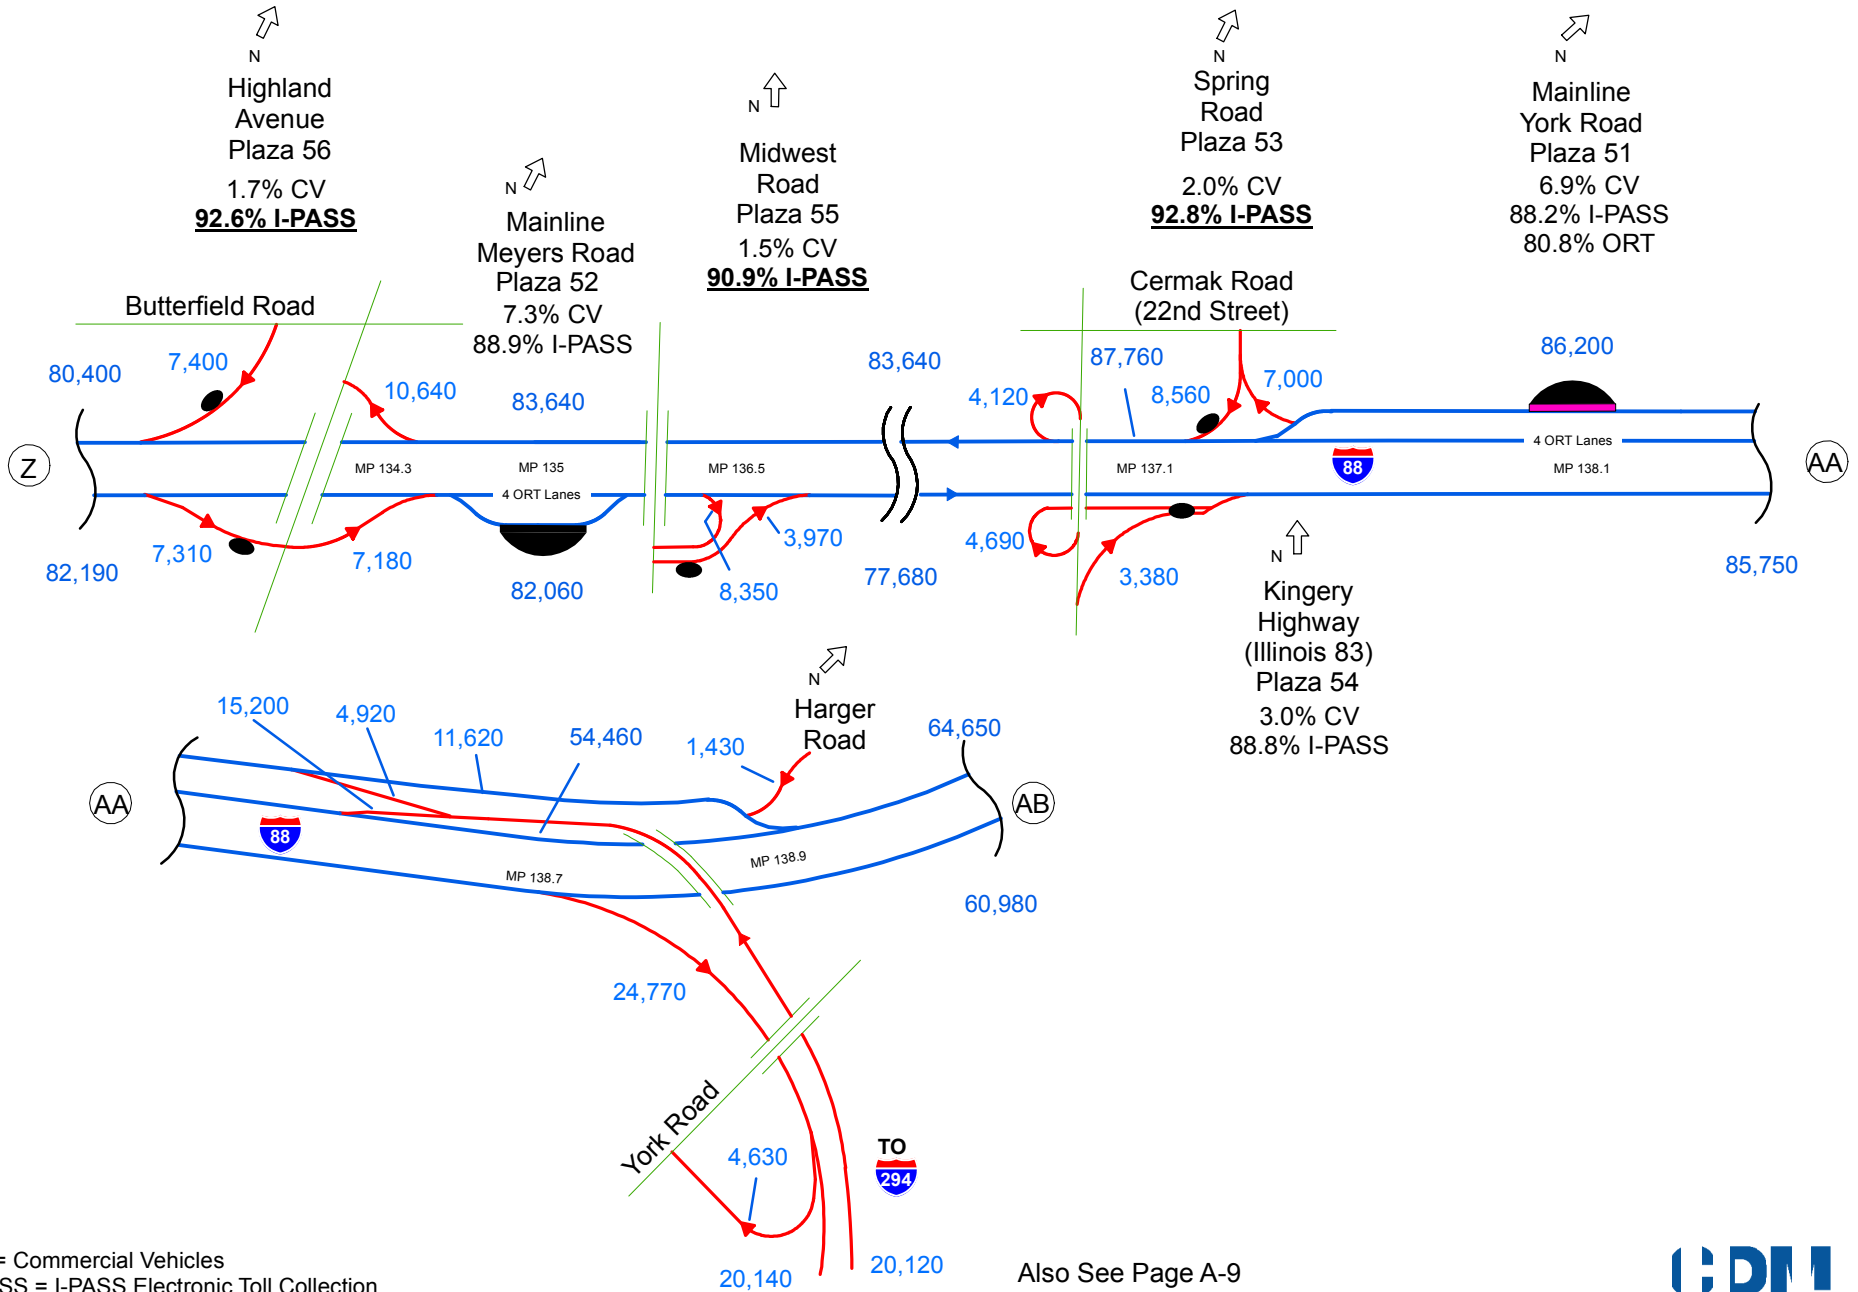 N
Highland
Avenue
Plaza 56
1.7% CV
92.6% I-PASS
N
Mainline
Meyers Road
Plaza 52
7.3% CV
88.9% I-PASS
N
Midwest
Road
Plaza 55
1.5% CV
90.9% I-PASS
N
Spring
Road
Plaza 53
2.0% CV
92.8% I-PASS
N
Mainline
York Road
Plaza 51
6.9% CV
88.2% I-PASS
80.8% ORT
Butterfield Road
Cermak Road
(22nd Street)
80,400
7,400
10,640
83,640
83,640
4,120
87,760
8,560
7,000
86,200
Z
MP 134.3
MP 135
4 ORT Lanes
MP 136.5
MP 137.1
88
4 ORT Lanes
MP 138.1
AA
82,190
7,310
7,180
82,060
8,350
3,970
77,680
4,690
3,380
85,750
N
Kingery
Highway
(Illinois 83)
Plaza 54
3.0% CV
88.8% I-PASS
N
Harger
Road
15,200
4,920
11,620
54,460
1,430
64,650
AA
88
MP 138.7
MP 138.9
AB
60,980
24,770
York Road
4,630
TO
294
20,140
20,120
= Commercial Vehicles
ASS = I-PASS Electronic Toll Collection
Also See Page A-9
CDM